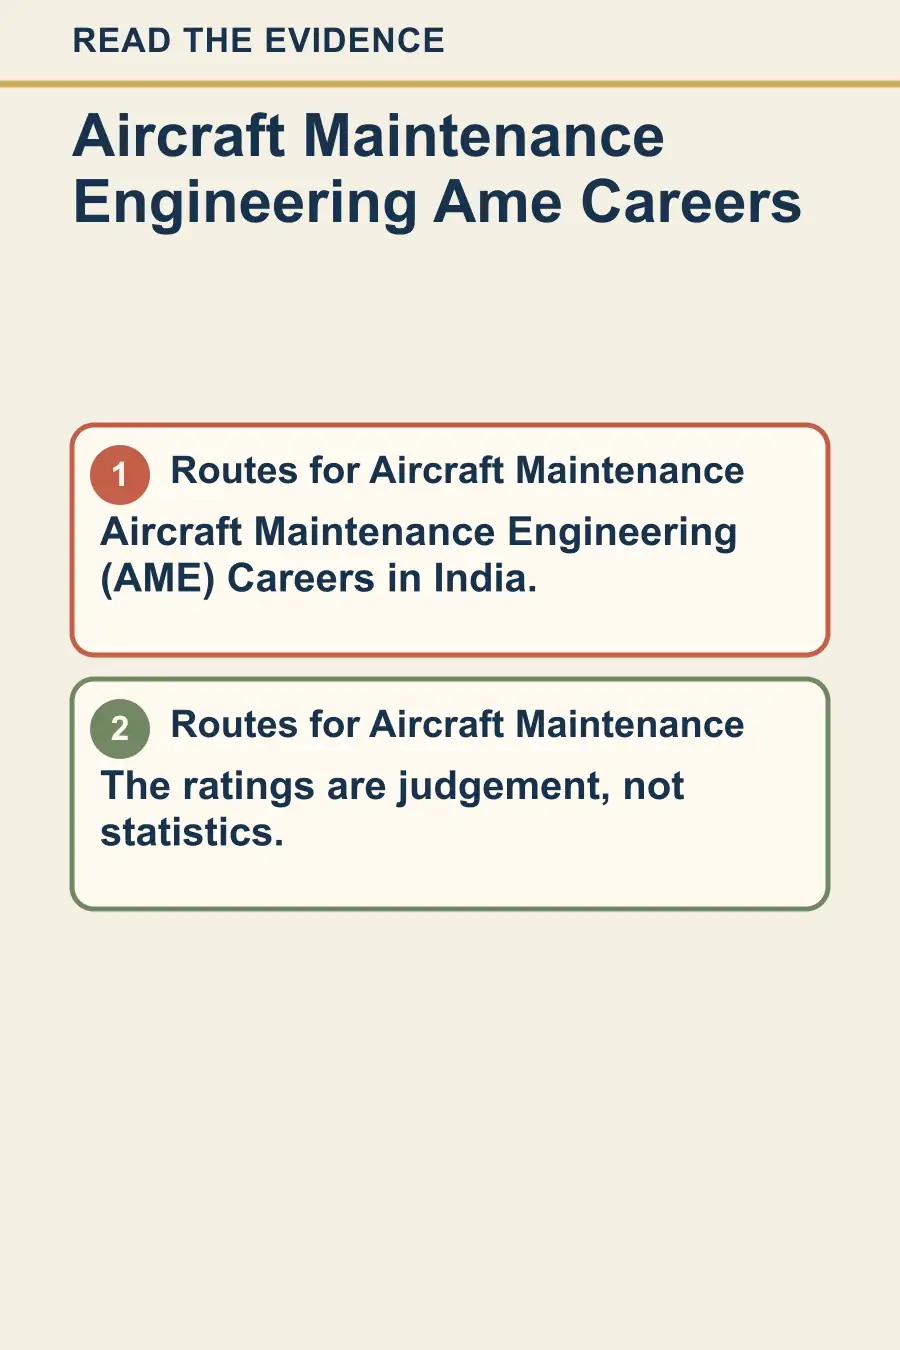 READ THE EVIDENCE
Aircraft Maintenance
Engineering Ame Careers
1 Routes for Aircraft Maintenance
Aircraft Maintenance Engineering
(AME) Careers in India.
2 Routes for Aircraft Maintenance
The ratings are judgement, not
statistics.